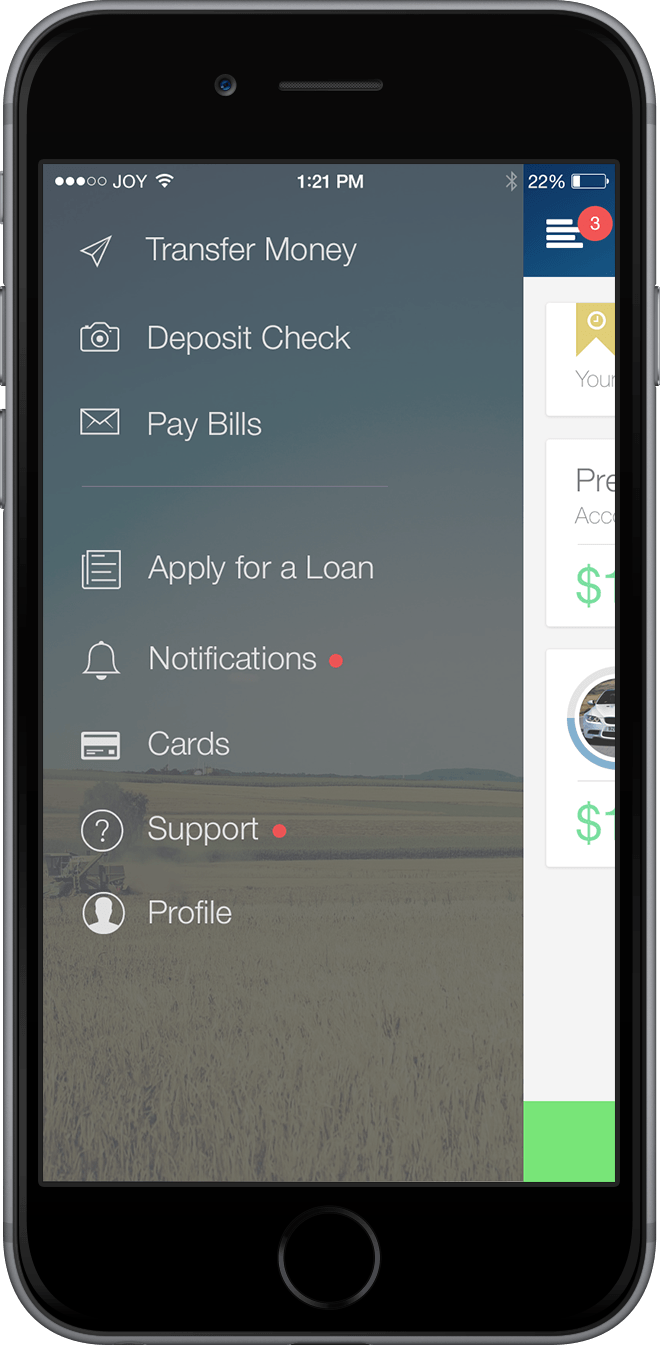 JOY 1:21 PM 22%
3
Transfer Money
Deposit Check
Pay Bills
Apply for a Loan
Notifications
Cards
Support
? Profile
Your
Pre
Acco
$1
$1